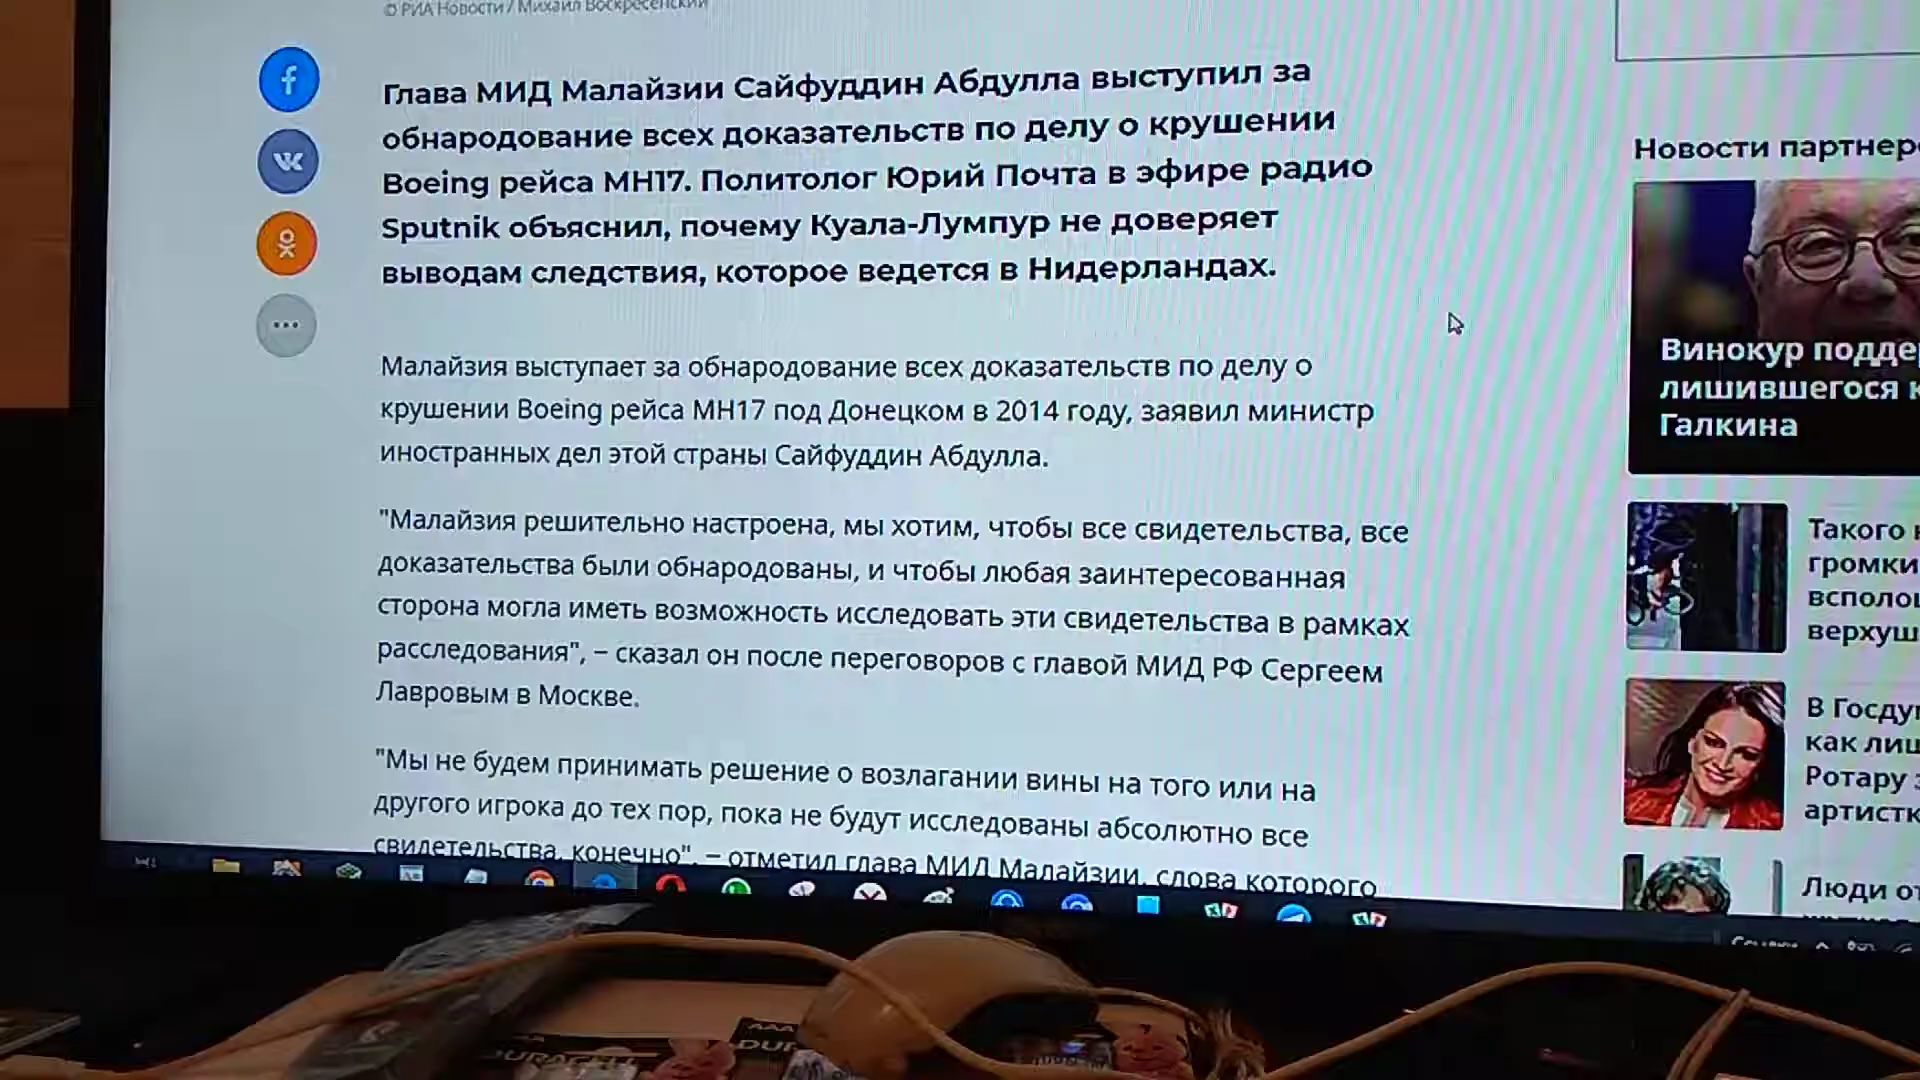 © РИА Новости / Михаил Воскресенский
Глава МИД Малайзии Сайфуддин Абдулла выступил за
обнародование всех доказательств по делу о крушении
Boeing рейса MH17. Политолог Юрий Почта в эфире радио
Sputnik объяснил, почему Куала-Лумпур не доверяет
выводам следствия, которое ведется в Нидерландах.
Малайзия выступает за обнародование всех доказательств по делу о
крушении Boeing рейса MH17 под Донецком в 2014 году, заявил министр
иностранных дел этой страны Сайфуддин Абдулла.
"Малайзия решительно настроена, мы хотим, чтобы все свидетельства, все
доказательства были обнародованы, и чтобы любая заинтересованная
сторона могла иметь возможность исследовать эти свидетельства в рамках
расследования", – сказал он после переговоров с главой МИД РФ Сергеем
Лавровым в Москве.
"Мы не будем принимать решение о возлагании вины на того или на
другого игрока до тех пор, пока не будут исследованы абсолютно все
свидетельства, конечно", – отметил глава МИД Малайзии, слова которого
Новости партнер
Винокур подде
лишившегося к
Галкина
Такого
громки
всполо
верхуш
В Госду
как ли
Ротару
артистк
Люди от
Ссылки
AAA
DURACELL
DUR